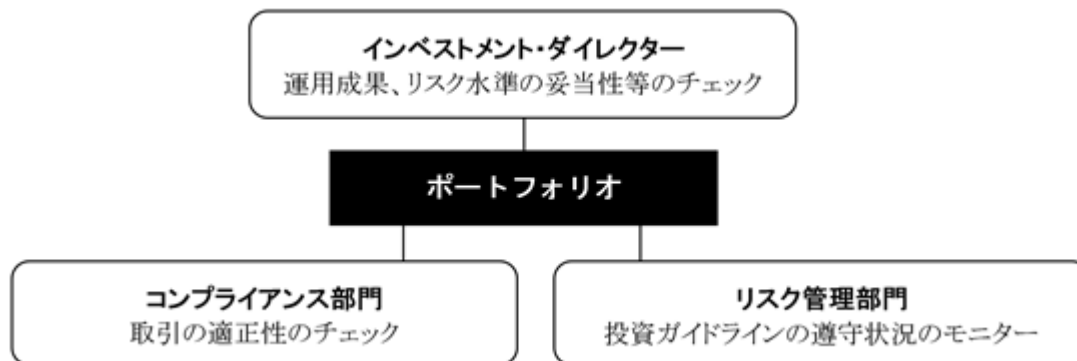 インベストメント・ダイレクター
運用成果、リスク水準の妥当性等のチェック
ポートフォリオ
コンプライアンス部門
取引の適正性のチェック
リスク管理部門
投資ガイドラインの遵守状況のモニター